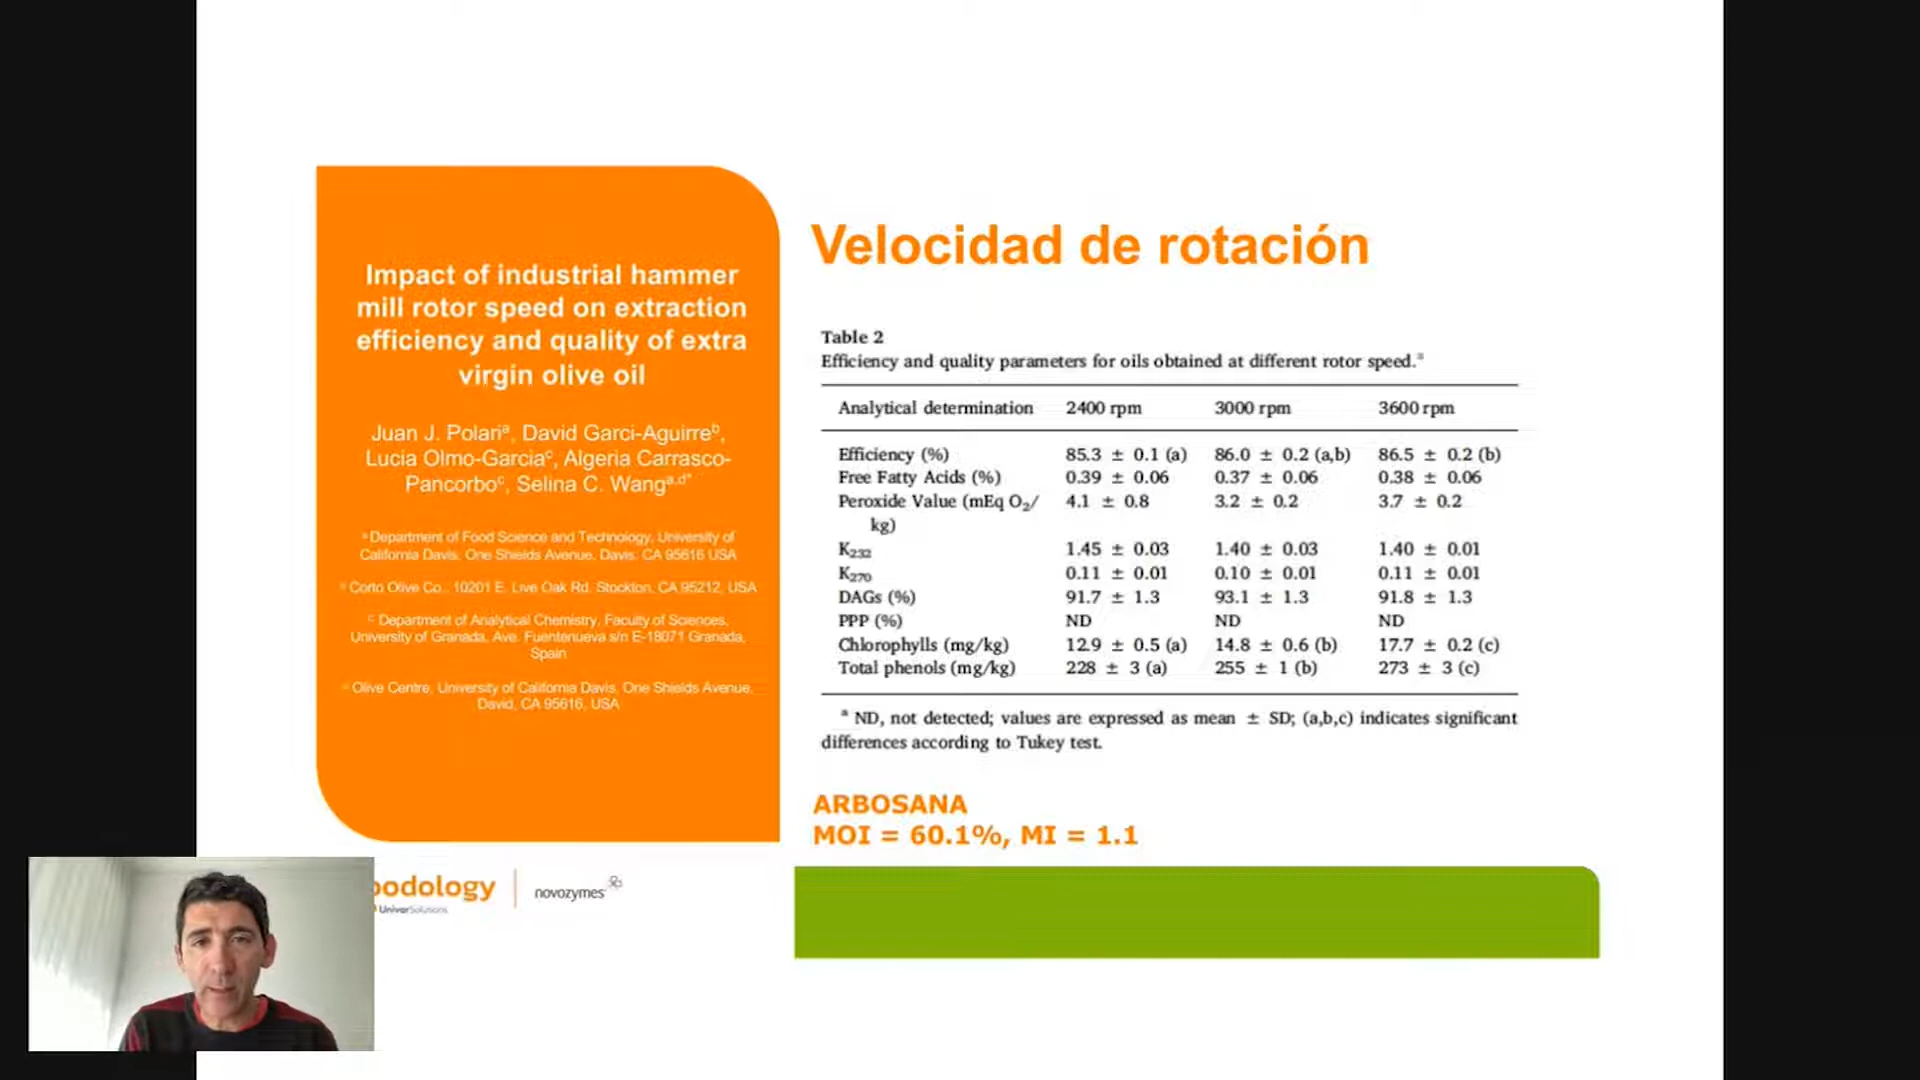 Impact of industrial hammer
mill rotor speed on extraction
efficiency and quality of extra
virgin olive oil
Juan J. Polariᵃ, David Garci-Aguirreᵇ,
Lucia Olmo-Garciaᶜ, Algeria Carrasco-
Pancorboᶜ, Selina C. Wangᵃ,ᵈ*
ᵃ Department of Food Science and Technology, University of
California Davis, One Shields Avenue, Davis, CA 95616 USA
Corto Olive Co., 10201 E. Live Oak Rd, Stockton, CA 95212, USA
C Department of Analytical Chemistry, Faculty of Sciences,
University of Granada, Ave. Fuentenueva s/n E-18071 Granada,
Spain
Olive Centre, University of California Davis, One Shields Avenue,
David, CA 95616, USA
Velocidad de rotación
Table 2
Efficiency and quality parameters for oils obtained at different rotor speed.ᵃ
Analytical determination 2400 rpm 3000 rpm 3600 rpm
Efficiency (%) 85.3 ± 0.1 (a) 86.0 ± 0.2 (a,b) 86.5 ± 0.2 (b)
Free Fatty Acids (%) 0.39 ± 0.06 0.37 ± 0.06 0.38 ± 0.06
Peroxide Value (mEq O₂/ 4.1 ± 0.8 3.2 ± 0.2 3.7 ± 0.2
kg)
K₂₃₂ 1.45 ± 0.03 1.40 ± 0.03 1.40 ± 0.01
K₂₇₀ 0.11 ± 0.01 0.10 ± 0.01 0.11 ± 0.01
DAGs (%) 91.7 ± 1.3 93.1 ± 1.3 91.8 ± 1.3
PPP (%) ND ND ND
Chlorophylls (mg/kg) 12.9 ± 0.5 (a) 14.8 ± 0.6 (b) 17.7 ± 0.2 (c)
Total phenols (mg/kg) 228 ± 3 (a) 255 ± 1 (b) 273 ± 3 (c)
ᵃ ND, not detected; values are expressed as mean ± SD; (a,b,c) indicates significant
differences according to Tukey test.
ARBOSANA
MOI = 60.1%, MI = 1.1
oodology
UnivarSolutions
novozymes